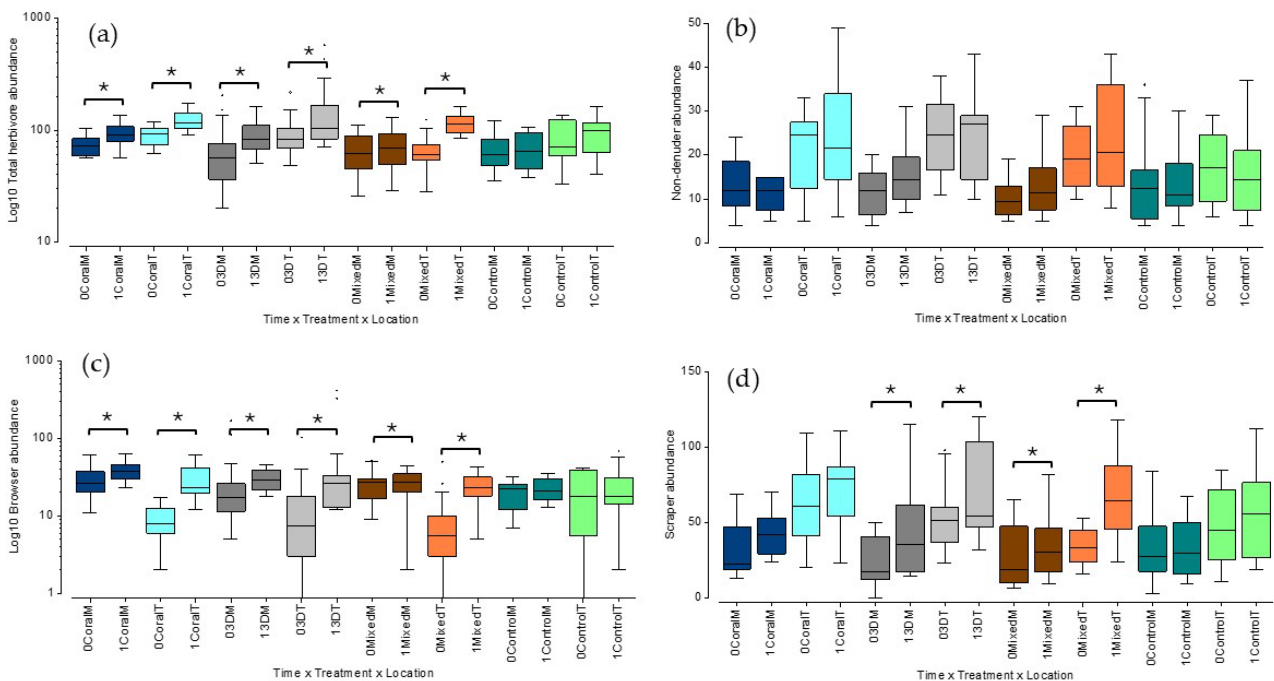 (a)
Log10 Total herbivore abundance
1000
100
10
* * * * * *
0CoralM
1CoralM
0CoralT
1CoralT
03DM
13DM
03DT
13DT
0MixedM
1MixedM
0MixedT
1MixedT
0ControlM
1ControlM
0ControlT
1ControlT
Time x Treatment x Location
(b)
Non-denuder abundance
50
40
30
20
10
0
0CoralM
1CoralM
0CoralT
1CoralT
03DM
13DM
03DT
13DT
0MixedM
1MixedM
0MixedT
1MixedT
0ControlM
1ControlM
0ControlT
1ControlT
Time x Treatment x Location
(c)
Log10 Browser abundance
1000
100
10
1
* * * * * *
0CoralM
1CoralM
0CoralT
1CoralT
03DM
13DM
03DT
13DT
0MixedM
1MixedM
0MixedT
1MixedT
0ControlM
1ControlM
0ControlT
1ControlT
Time x Treatment x Location
(d)
Scraper abundance
150
100
50
0
* * * *
0CoralM
1CoralM
0CoralT
1CoralT
03DM
13DM
03DT
13DT
0MixedM
1MixedM
0MixedT
1MixedT
0ControlM
1ControlM
0ControlT
1ControlT
Time x Treatment x Location